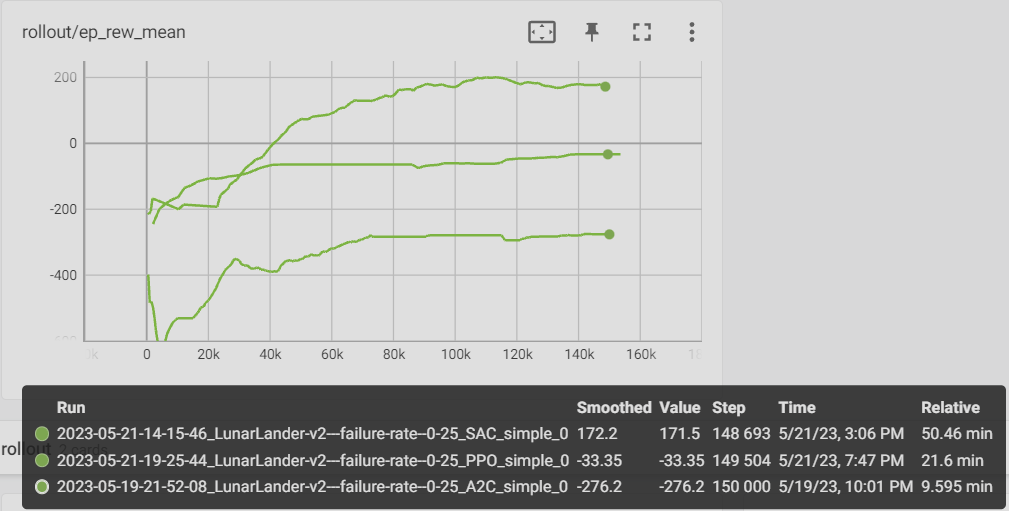 rollout/ep_rew_mean
200
0
-200
-400
0 20k 40k 60k 80k 100k 120k 140k 160k
Run Smoothed Value Step Time Relative
2023-05-21-14-15-46_LunarLander-v2---failure-rate--0-25_SAC_simple_0 172.2 171.5 148 693 5/21/23, 3:06 PM 50.46 min
2023-05-21-19-25-44_LunarLander-v2---failure-rate--0-25_PPO_simple_0 -33.35 -33.35 149 504 5/21/23, 7:47 PM 21.6 min
rollout 2 cards
2023-05-19-21-52-08_LunarLander-v2---failure-rate--0-25_A2C_simple_0 -276.2 -276.2 150 000 5/19/23, 10:01 PM 9.595 min